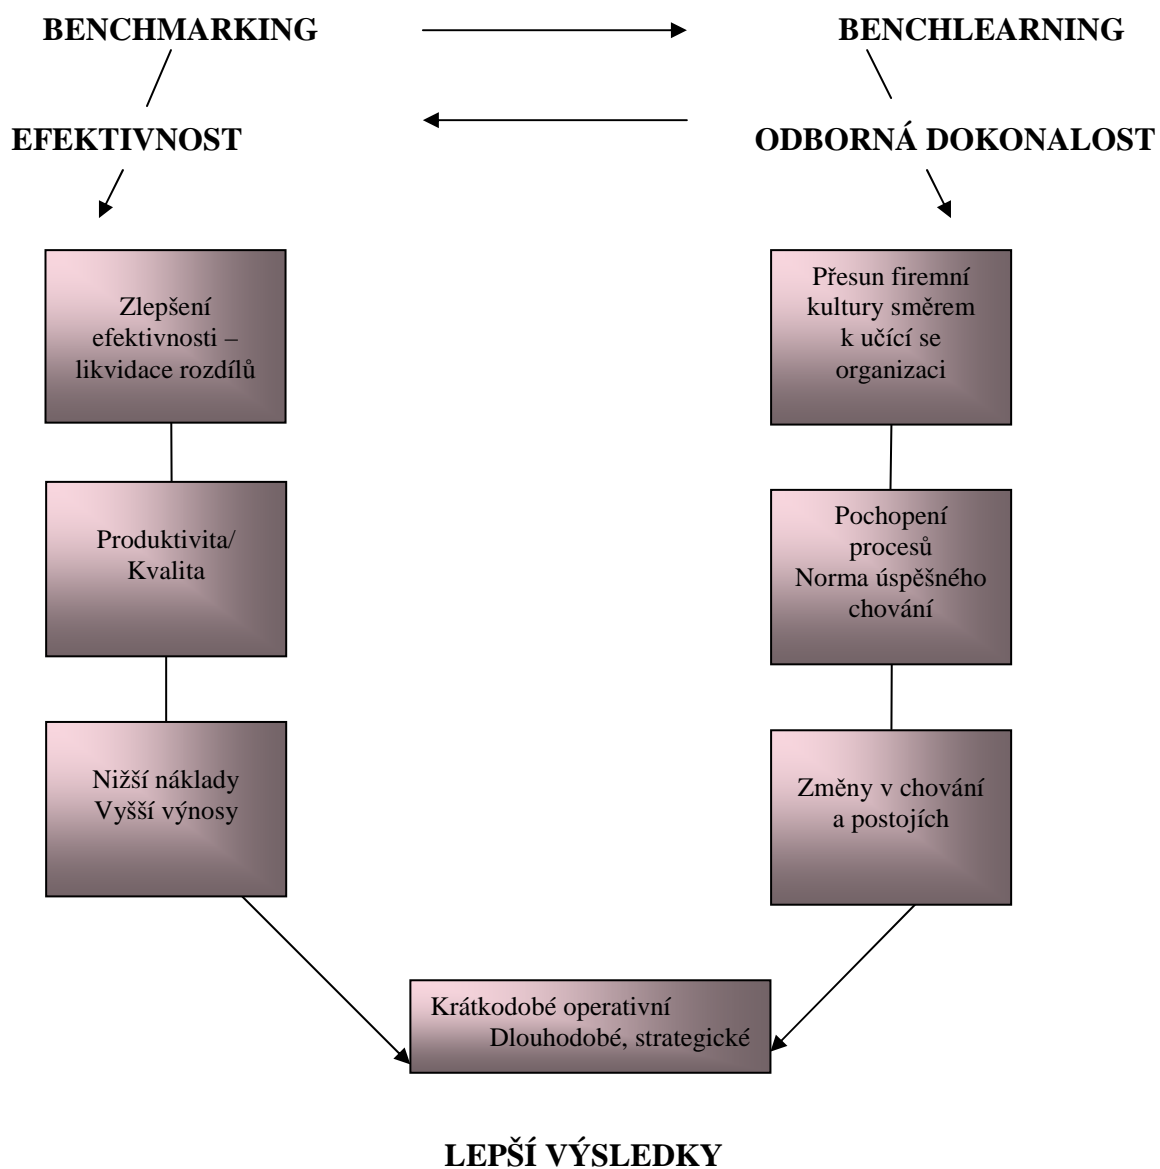 BENCHMARKING
BENCHLEARNING
EFEKTIVNOST
ODBORNÁ DOKONALOST
Zlepšení
efektivnosti –
likvidace rozdílů
Přesun firemní
kultury směrem
k učící se
organizaci
Produktivita/
Kvalita
Pochopení
procesů
Norma úspěšného
chování
Nižší náklady
Vyšší výnosy
Změny v chování
a postojích
Krátkodobé operativní
Dlouhodobé, strategické
LEPŠÍ VÝSLEDKY